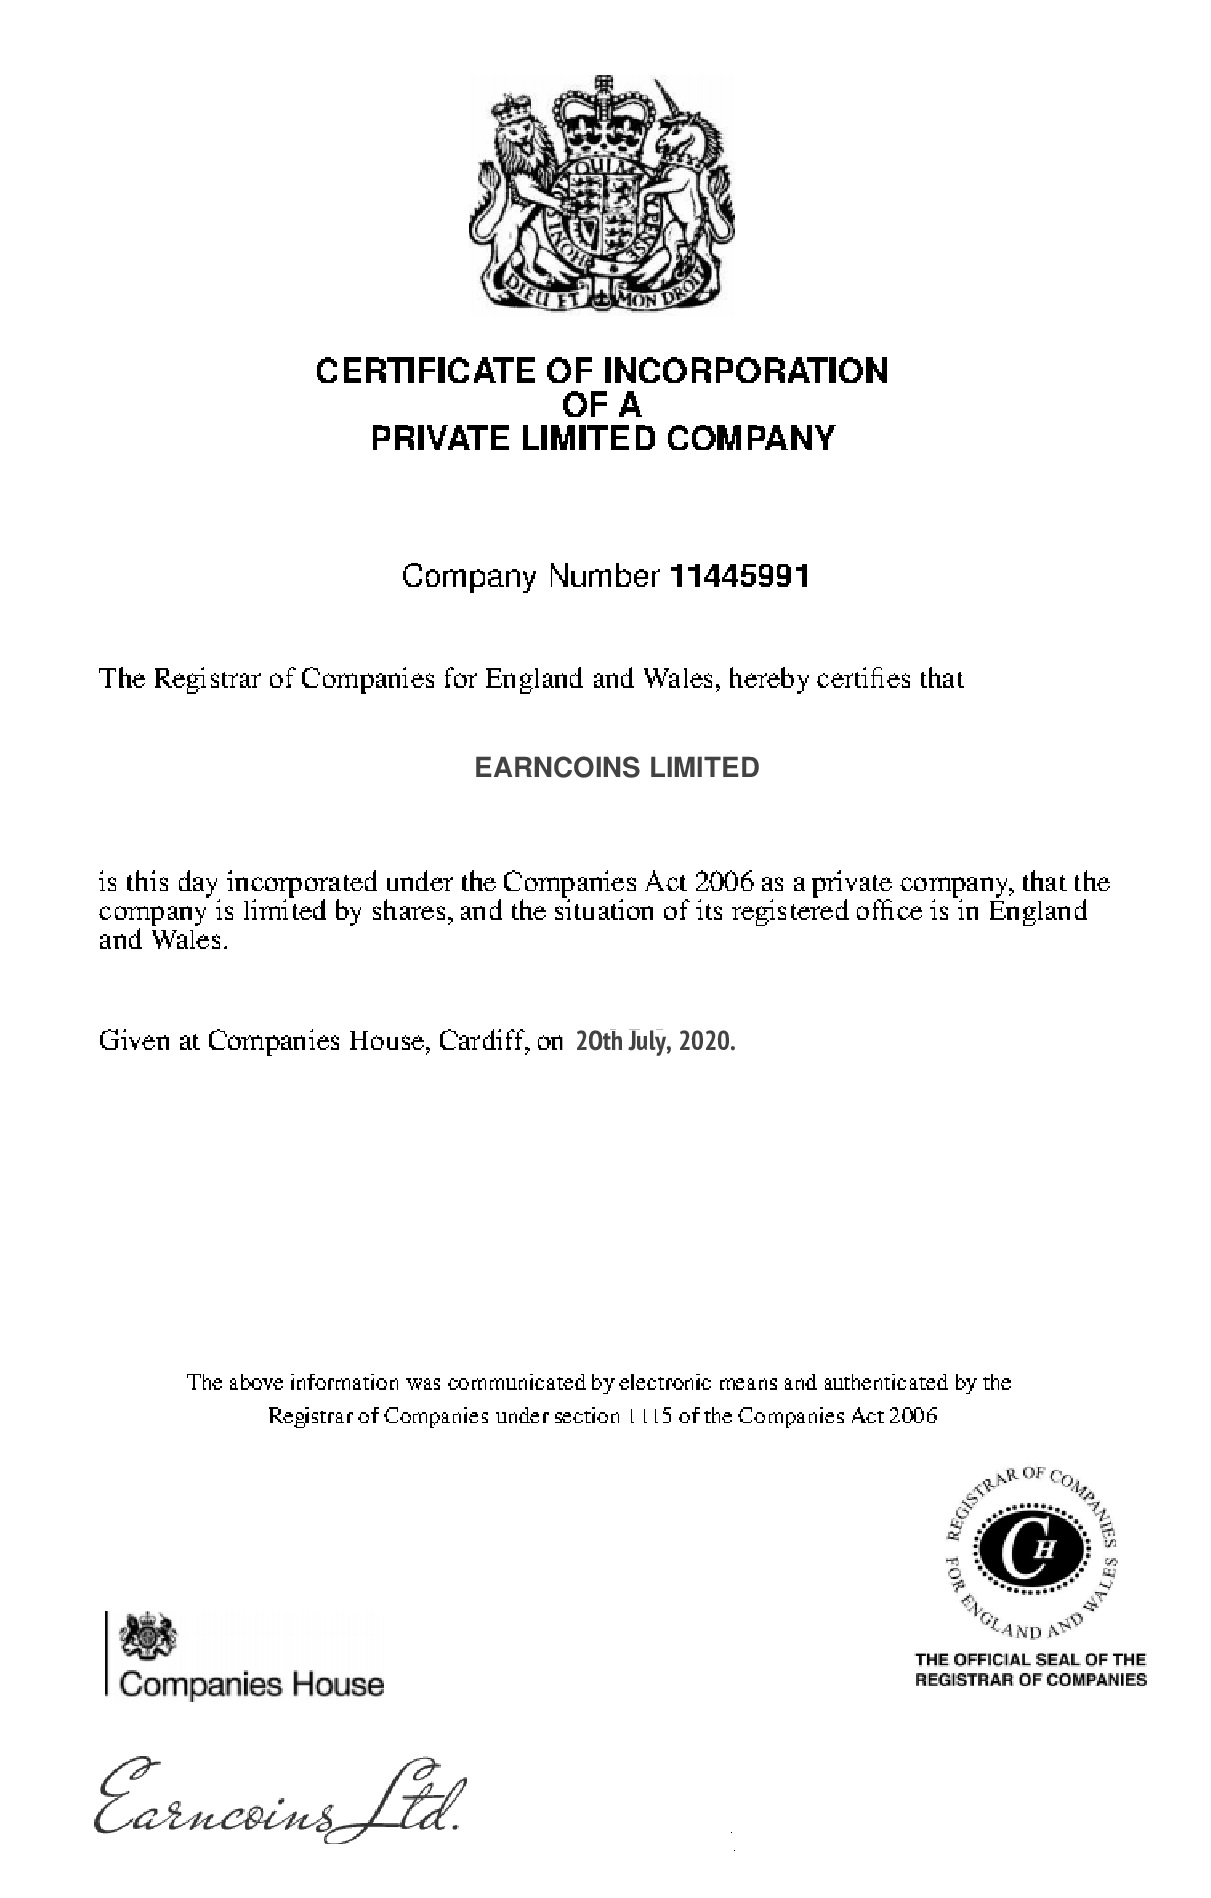 HONI SOIT QUI MAL Y PENSE
DIEU ET MON DROIT
CERTIFICATE OF INCORPORATION
OF A
PRIVATE LIMITED COMPANY
Company Number 11445991
The Registrar of Companies for England and Wales, hereby certifies that
EARNCOINS LIMITED
is this day incorporated under the Companies Act 2006 as a private company, that the
company is limited by shares, and the situation of its registered office is in England
and Wales.
Given at Companies House, Cardiff, on 20th July, 2020.
The above information was communicated by electronic means and authenticated by the
Registrar of Companies under section 1115 of the Companies Act 2006
REGISTRAR OF COMPANIES
FOR ENGLAND AND WALES
CH
THE OFFICIAL SEAL OF THE
REGISTRAR OF COMPANIES
Companies House
Earncoins Ltd.